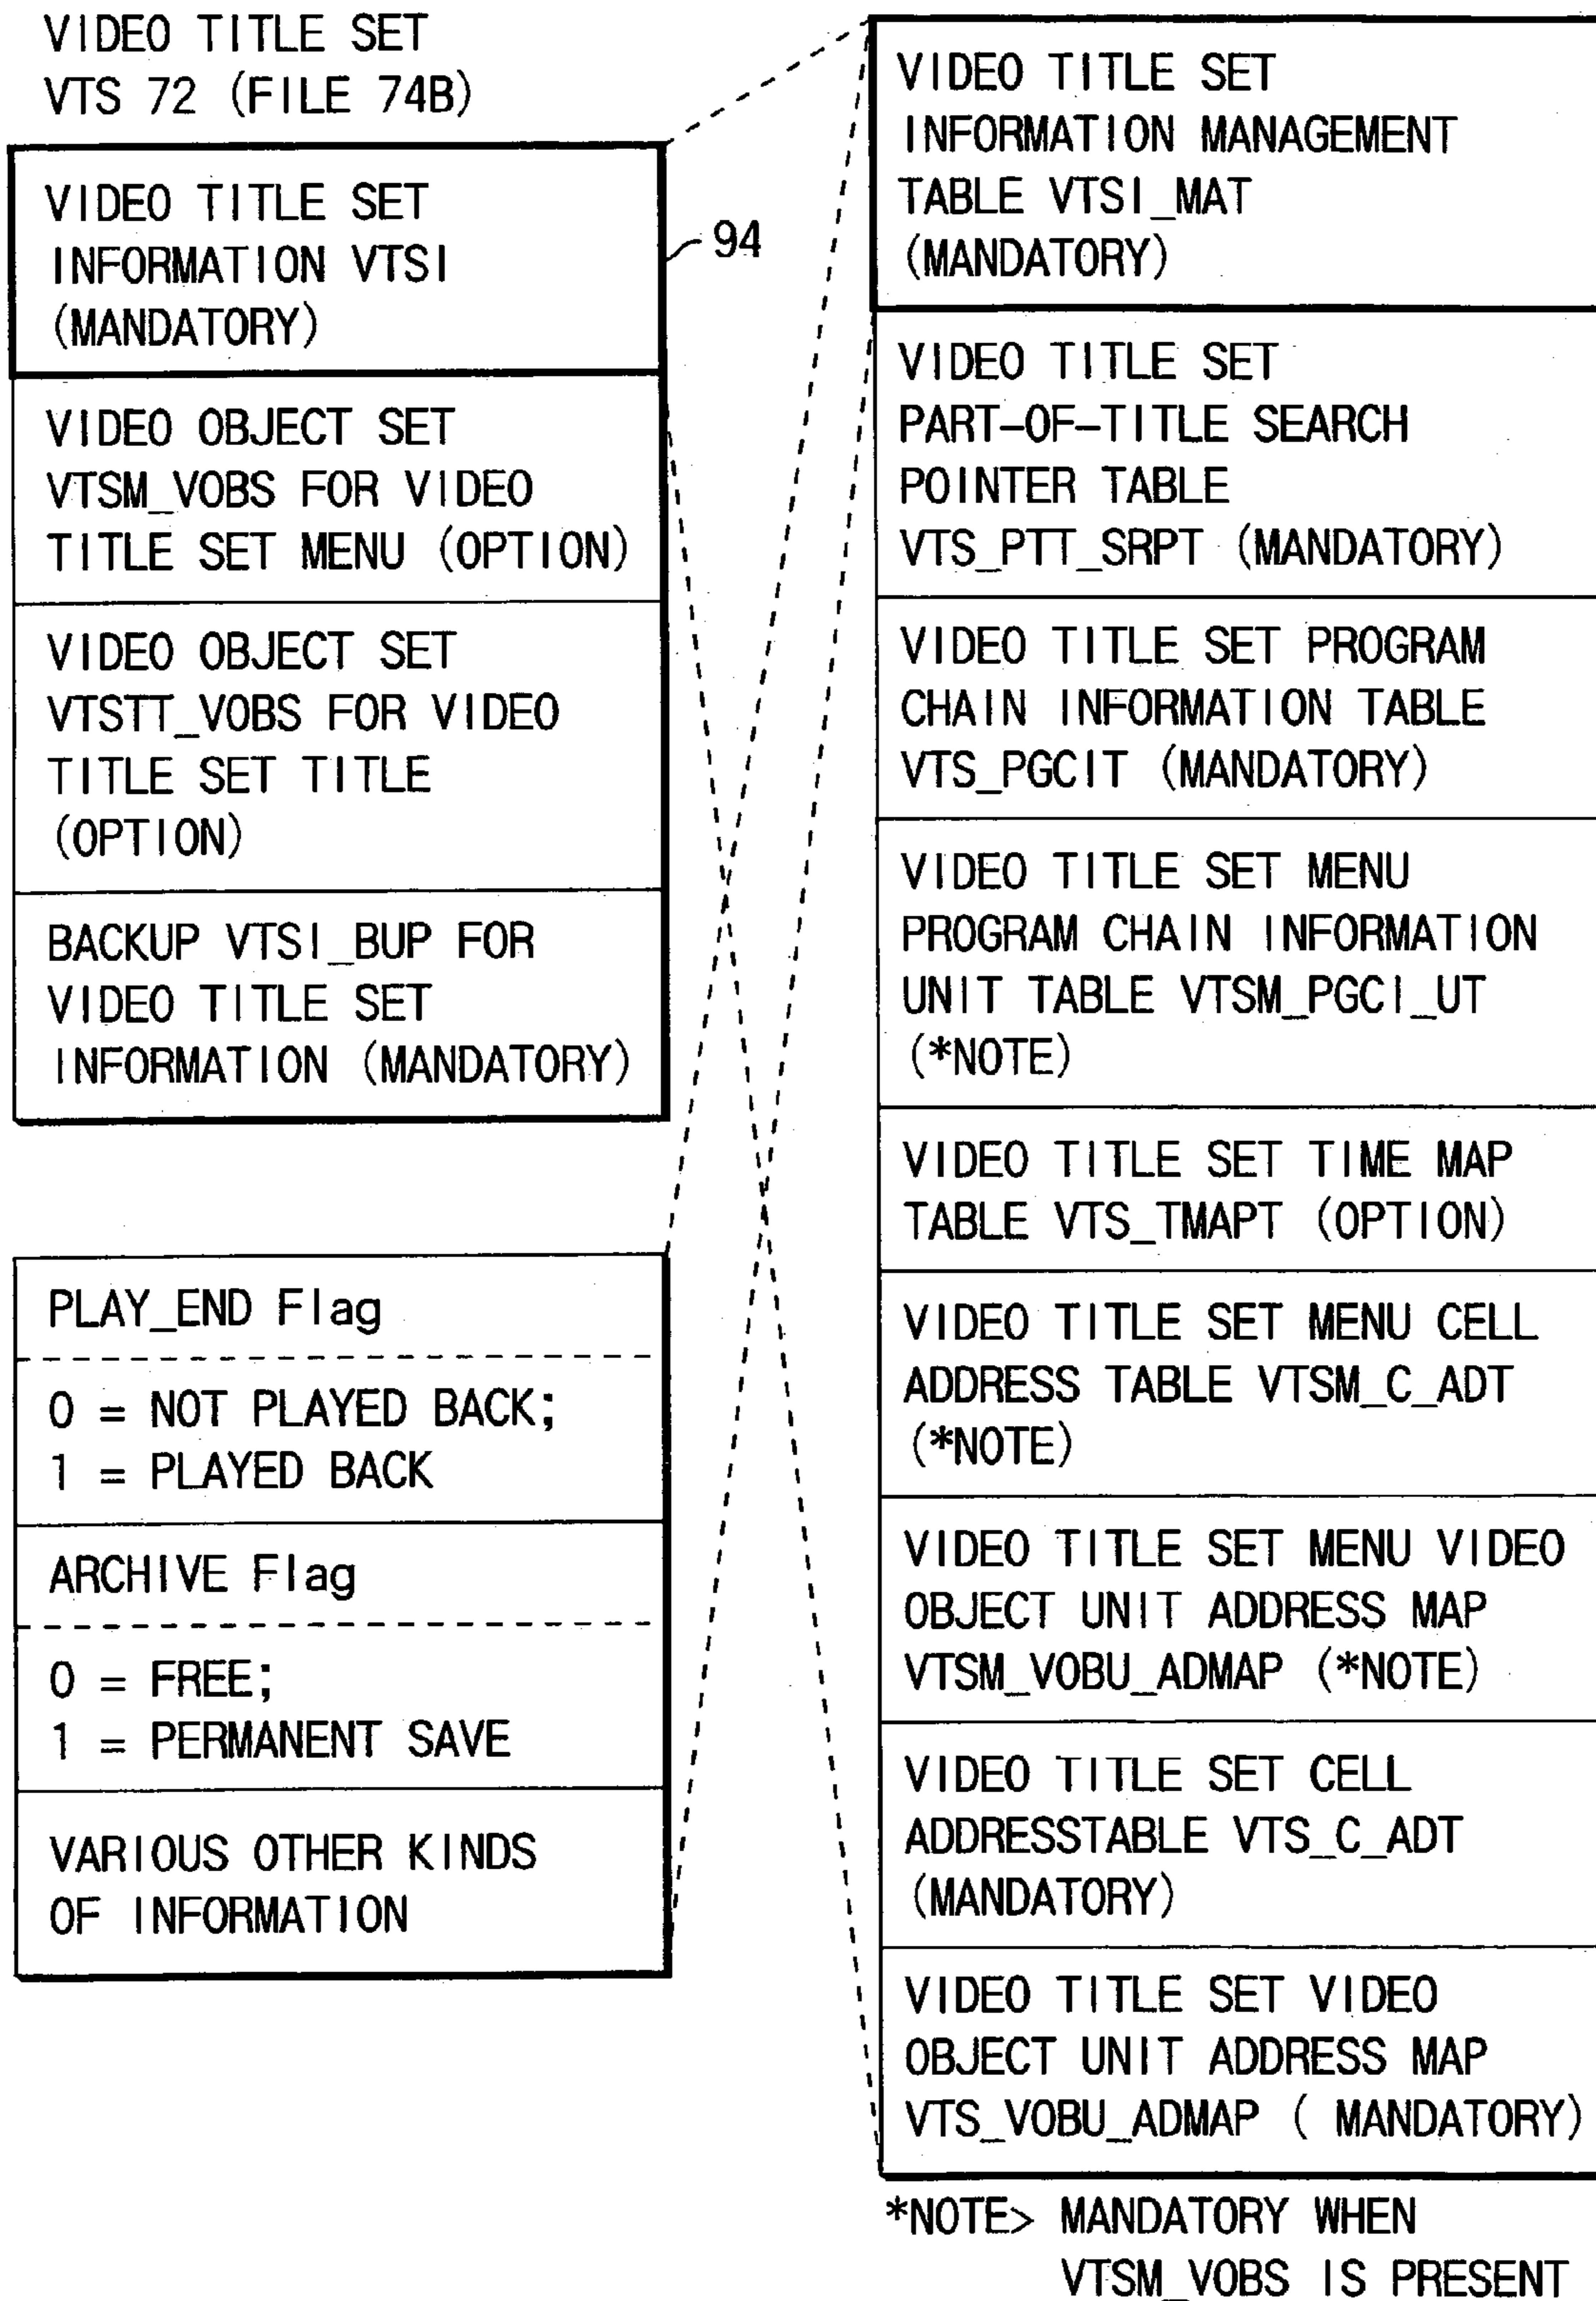 VIDEO TITLE SET
VTS 72 (FILE 74B)
VIDEO TITLE SET
INFORMATION VTSI
(MANDATORY)
94
VIDEO OBJECT SET
VTSM_VOBS FOR VIDEO
TITLE SET MENU (OPTION)
VIDEO OBJECT SET
VTSTT_VOBS FOR VIDEO
TITLE SET TITLE
(OPTION)
BACKUP VTSI_BUP FOR
VIDEO TITLE SET
INFORMATION (MANDATORY)
PLAY_END Flag
0 = NOT PLAYED BACK;
1 = PLAYED BACK
ARCHIVE Flag
0 = FREE;
1 = PERMANENT SAVE
VARIOUS OTHER KINDS
OF INFORMATION
VIDEO TITLE SET
INFORMATION MANAGEMENT
TABLE VTSI_MAT
(MANDATORY)
VIDEO TITLE SET
PART-OF-TITLE SEARCH
POINTER TABLE
VTS_PTT_SRPT (MANDATORY)
VIDEO TITLE SET PROGRAM
CHAIN INFORMATION TABLE
VTS_PGCIT (MANDATORY)
VIDEO TITLE SET MENU
PROGRAM CHAIN INFORMATION
UNIT TABLE VTSM_PGCI_UT
(*NOTE)
VIDEO TITLE SET TIME MAP
TABLE VTS_TMAPT (OPTION)
VIDEO TITLE SET MENU CELL
ADDRESS TABLE VTSM_C_ADT
(*NOTE)
VIDEO TITLE SET MENU VIDEO
OBJECT UNIT ADDRESS MAP
VTSM_VOBU_ADMAP (*NOTE)
VIDEO TITLE SET CELL
ADDRESSTABLE VTS_C_ADT
(MANDATORY)
VIDEO TITLE SET VIDEO
OBJECT UNIT ADDRESS MAP
VTS_VOBU_ADMAP ( MANDATORY)
*NOTE> MANDATORY WHEN
VTSM_VOBS IS PRESENT